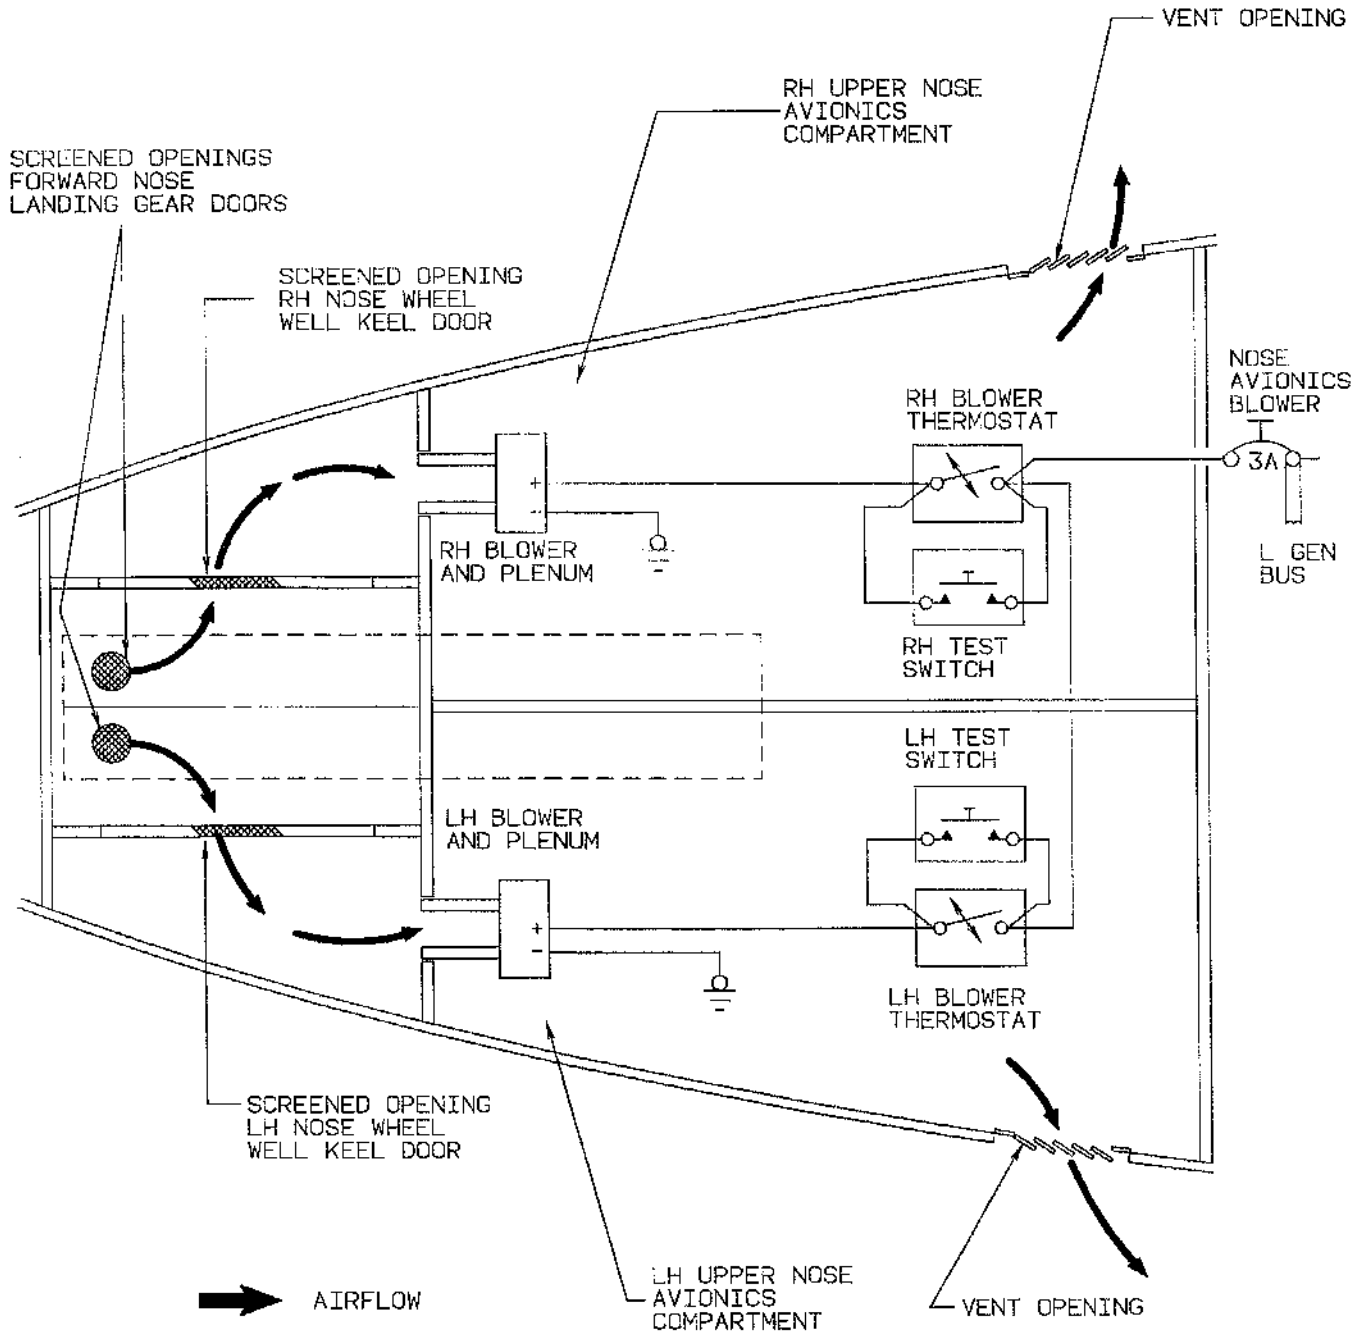 VENT OPENING
RH UPPER NOSE
AVIONICS
COMPARTMENT
SCREENED OPENINGS
FORWARD NOSE
LANDING GEAR DOORS
SCREENED OPENING
RH NOSE WHEEL
WELL KEEL DOOR
NOSE
AVIONICS
BLOWER
RH BLOWER
THERMOSTAT
3A
+
-
RH BLOWER
AND PLENUM
L GEN
BUS
RH TEST
SWITCH
LH TEST
SWITCH
LH BLOWER
AND PLENUM
+
-
LH BLOWER
THERMOSTAT
SCREENED OPENING
LH NOSE WHEEL
WELL KEEL DOOR
LH UPPER NOSE
AVIONICS
COMPARTMENT
VENT OPENING
AIRFLOW